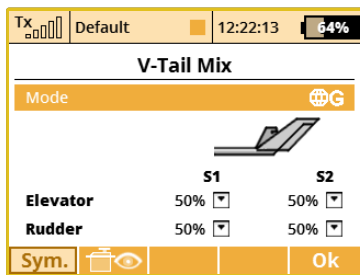 Tx Default 12:22:13 64%
V-Tail Mix
Mode G
S1 S2
Elevator 50% 50%
Rudder 50% 50%
Sym. Ok